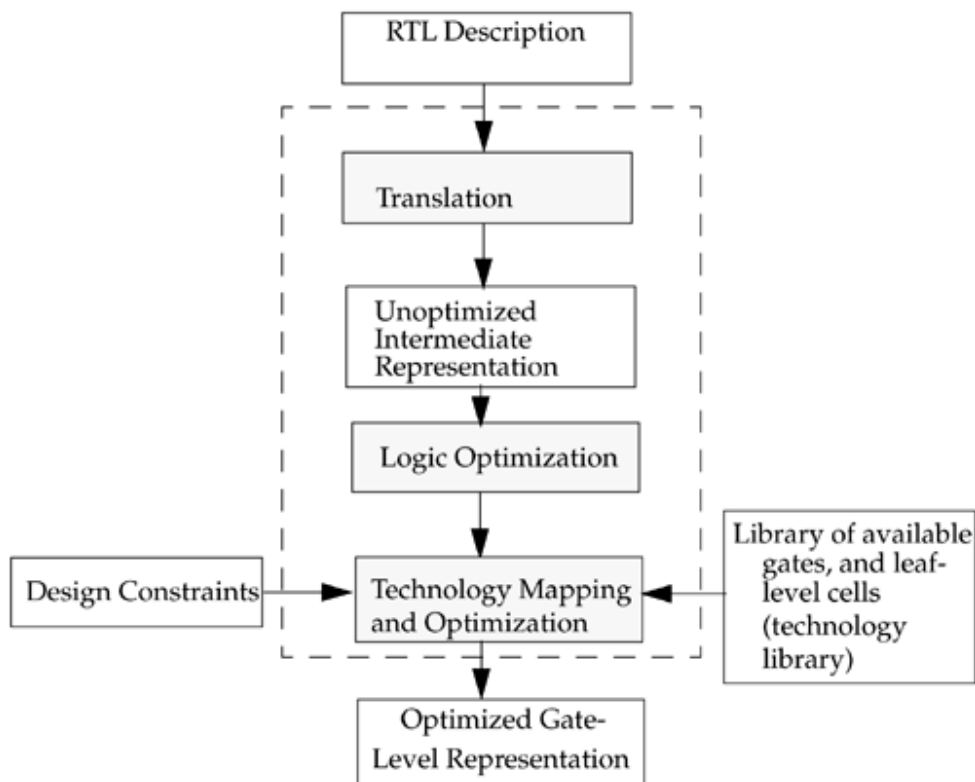 RTL Description
Translation
Unoptimized
Intermediate
Representation
Logic Optimization
Design Constraints
Technology Mapping
and Optimization
Library of available
gates, and leaf-
level cells
(technology
library)
Optimized Gate-
Level Representation